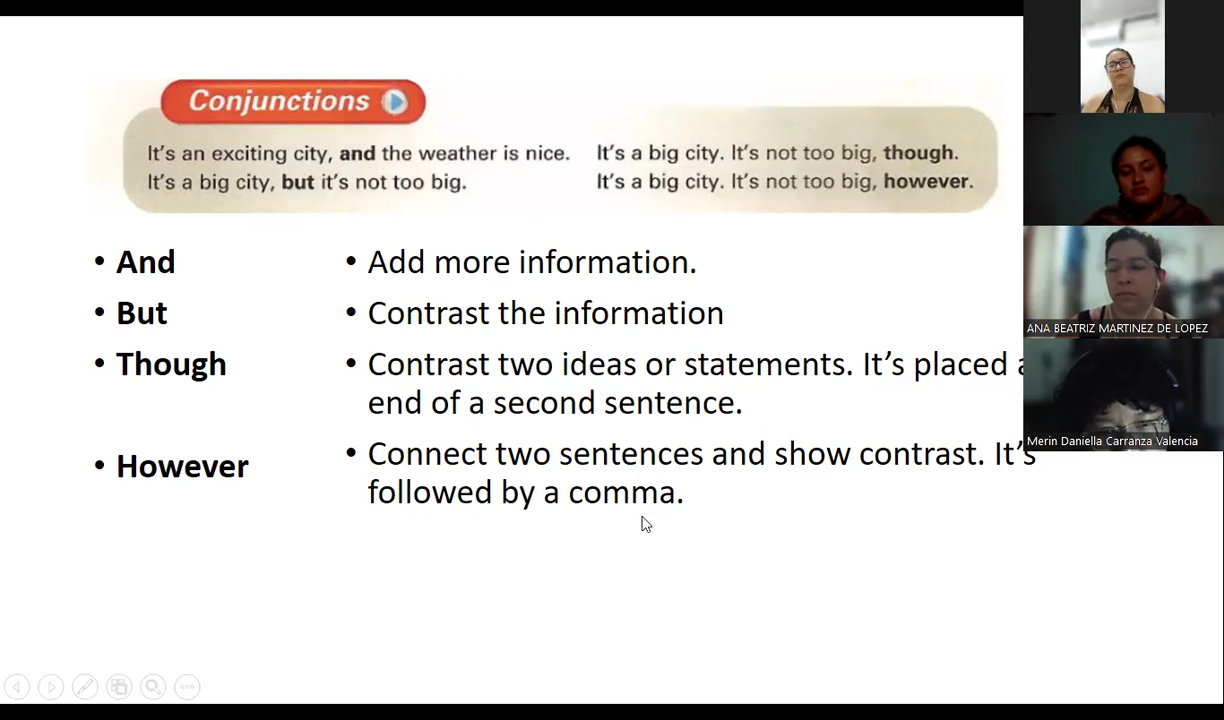 Conjunctions
It's an exciting city, and the weather is nice.
It's a big city, but it's not too big.
It's a big city. It's not too big, though.
It's a big city. It's not too big, however.
• And
• Add more information.
• But
• Contrast the information
• Though
• Contrast two ideas or statements. It's placed
end of a second sentence.
• However
• Connect two sentences and show contrast. It's
followed by a comma.
ANA BEATRIZ MARTINEZ DE LOPEZ
Merin Daniella Carranza Valencia